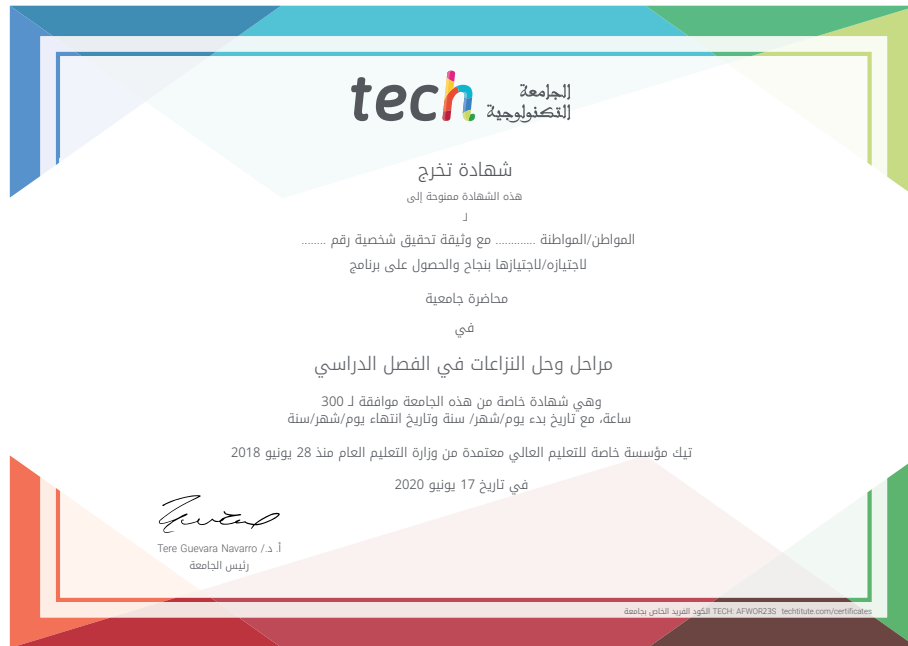 tech الجامعة
التكنولوجية
شهادة تخرج
هذه الشهادة ممنوحة إلى
لـ
المواطن/المواطنة ............ مع وثيقة تحقيق شخصية رقم ........
لاجتيازه/لاجتيازها بنجاح والحصول على برنامج
محاضرة جامعية
في
مراحل وحل النزاعات في الفصل الدراسي
وهي شهادة خاصة من هذه الجامعة موافقة لـ 300
ساعة، مع تاريخ بدء يوم/شهر/ سنة وتاريخ انتهاء يوم/شهر/سنة
تيك مؤسسة خاصة للتعليم العالي معتمدة من وزارة التعليم العام منذ 28 يونيو 2018
في تاريخ 17 يونيو 2020
أ. د./ Tere Guevara Navarro
رئيس الجامعة
الكود الفريد الخاص بجامعة TECH: AFWOR23S techtitute.com/certificates